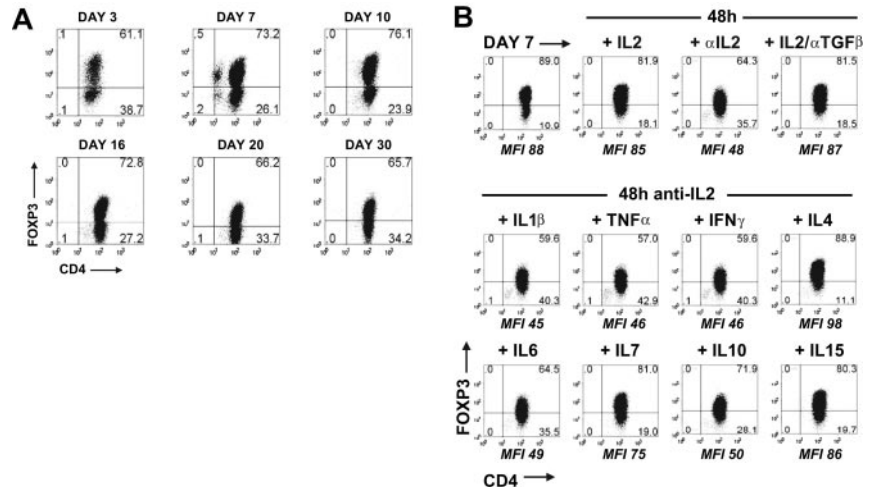 A
DAY 3 DAY 7 DAY 10
.1 61.1 .5 73.2 .0 76.1
.1 38.7 .2 26.1 .0 23.9
DAY 16 DAY 20 DAY 30
.0 72.8 .0 66.2 .0 65.7
.1 27.2 .1 33.7 .0 34.2
FOXP3
CD4
B
48h
DAY 7 + IL2 + αIL2 + IL2/αTGFβ
.0 89.0 .0 81.9 .0 64.3 .0 81.5
.0 10.9 .0 18.1 .0 35.7 .0 18.5
MFI 88 MFI 85 MFI 48 MFI 87
48h anti-IL2
+ IL1β + TNFα + IFNγ + IL4
.0 59.6 .0 57.0 .0 59.6 .0 88.9
.1 40.3 .1 42.9 .1 40.3 .0 11.1
MFI 45 MFI 46 MFI 46 MFI 98
+ IL6 + IL7 + IL10 + IL15
.0 64.5 .0 81.0 .0 71.9 .0 80.3
.0 35.5 .0 19.0 .0 28.1 .0 19.7
MFI 49 MFI 75 MFI 50 MFI 86
FOXP3
CD4